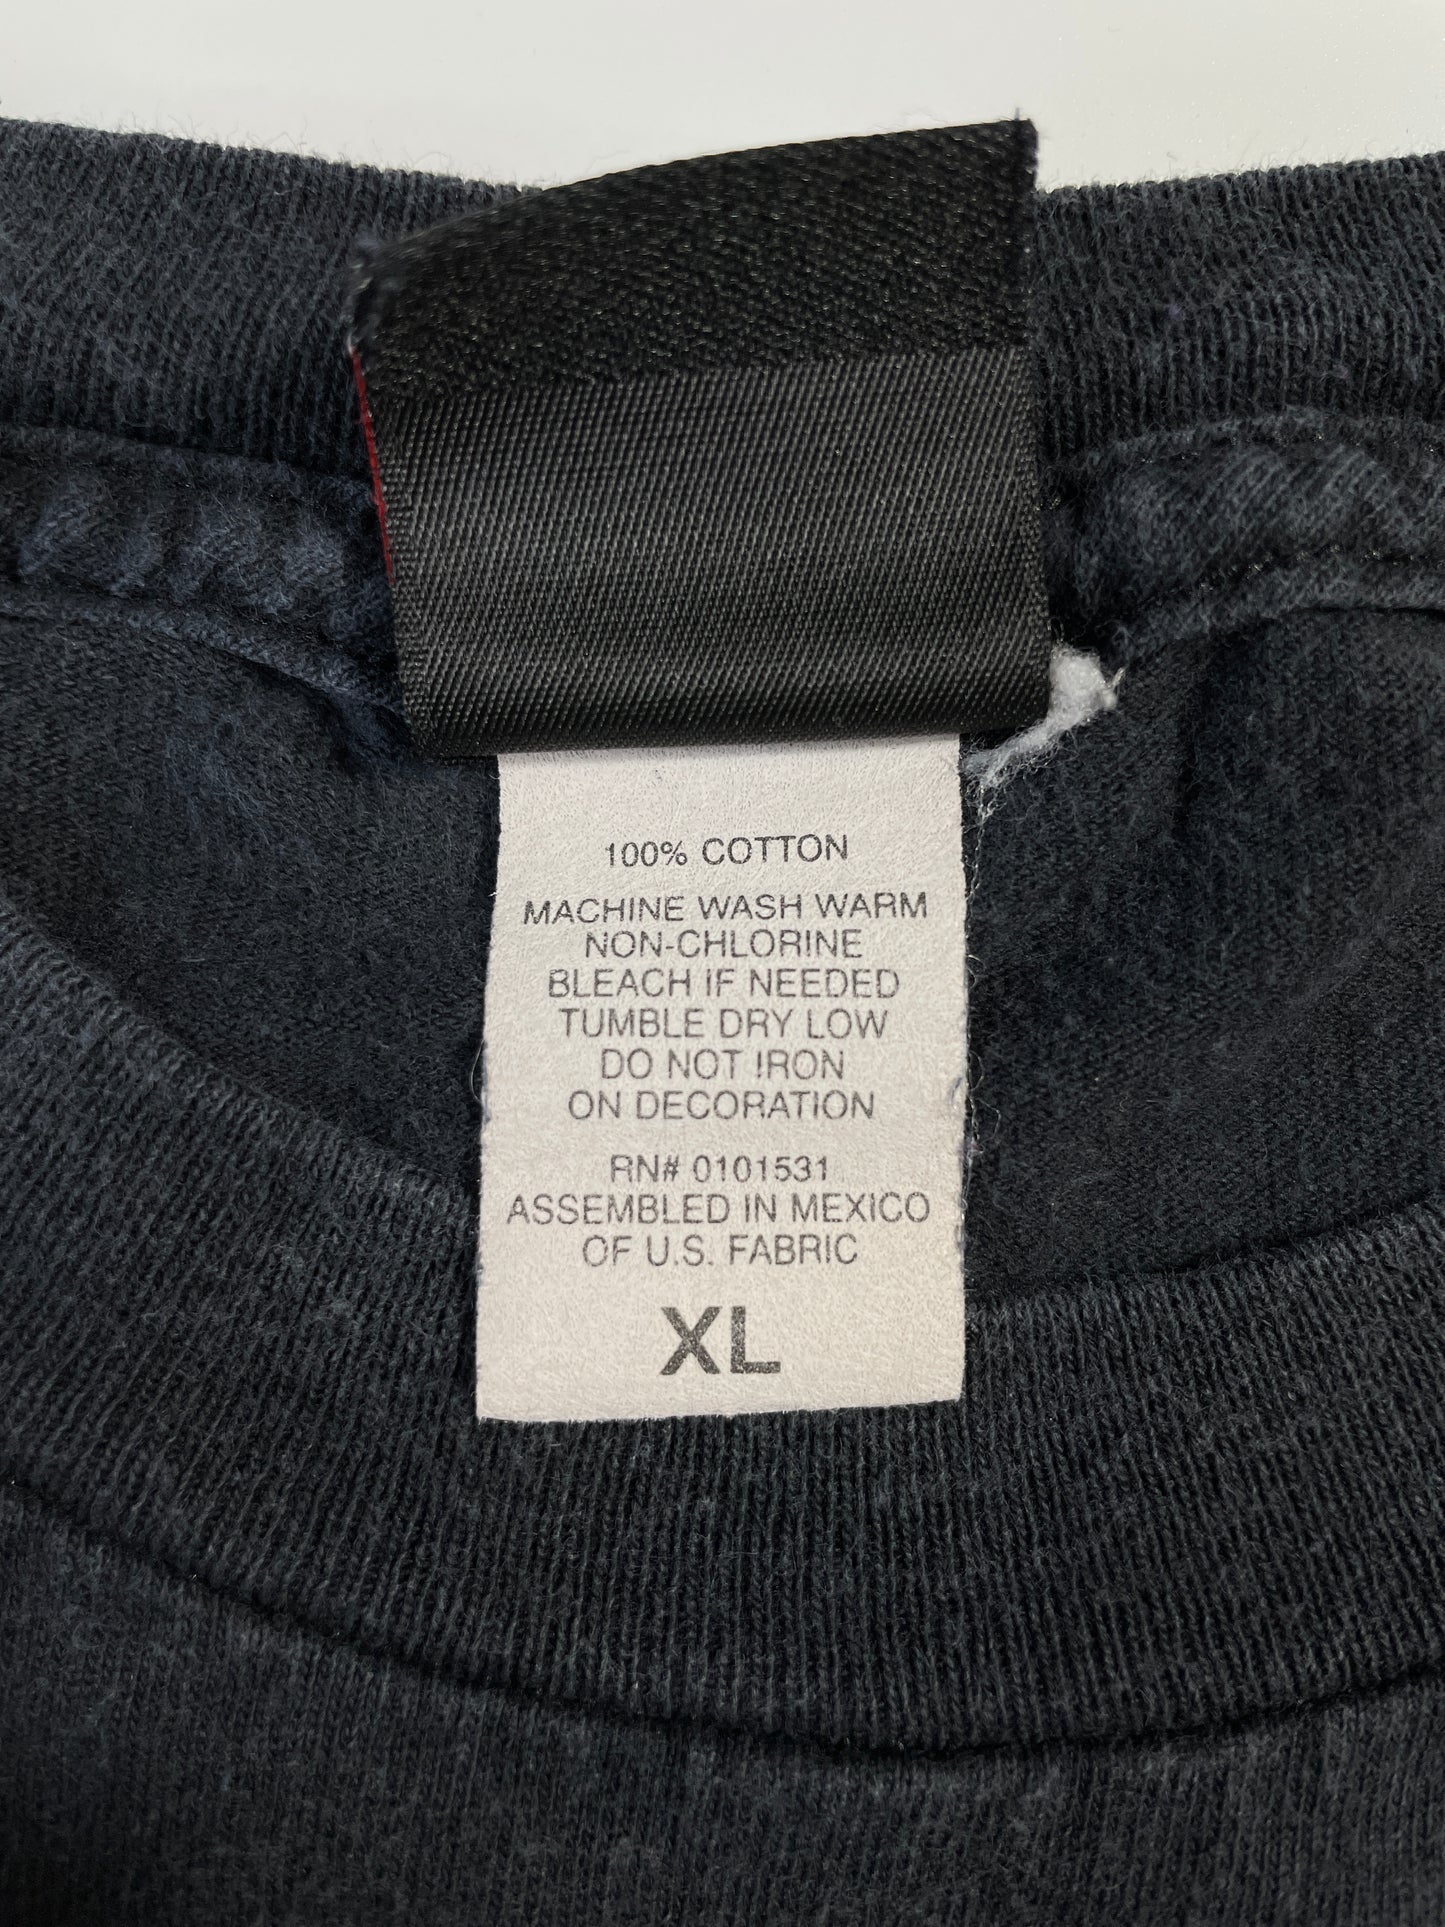 100% COTTON
MACHINE WASH WARM
NON-CHLORINE
BLEACH IF NEEDED
TUMBLE DRY LOW
DO NOT IRON
ON DECORATION
RN# 0101531
ASSEMBLED IN MEXICO
OF U.S. FABRIC
XL